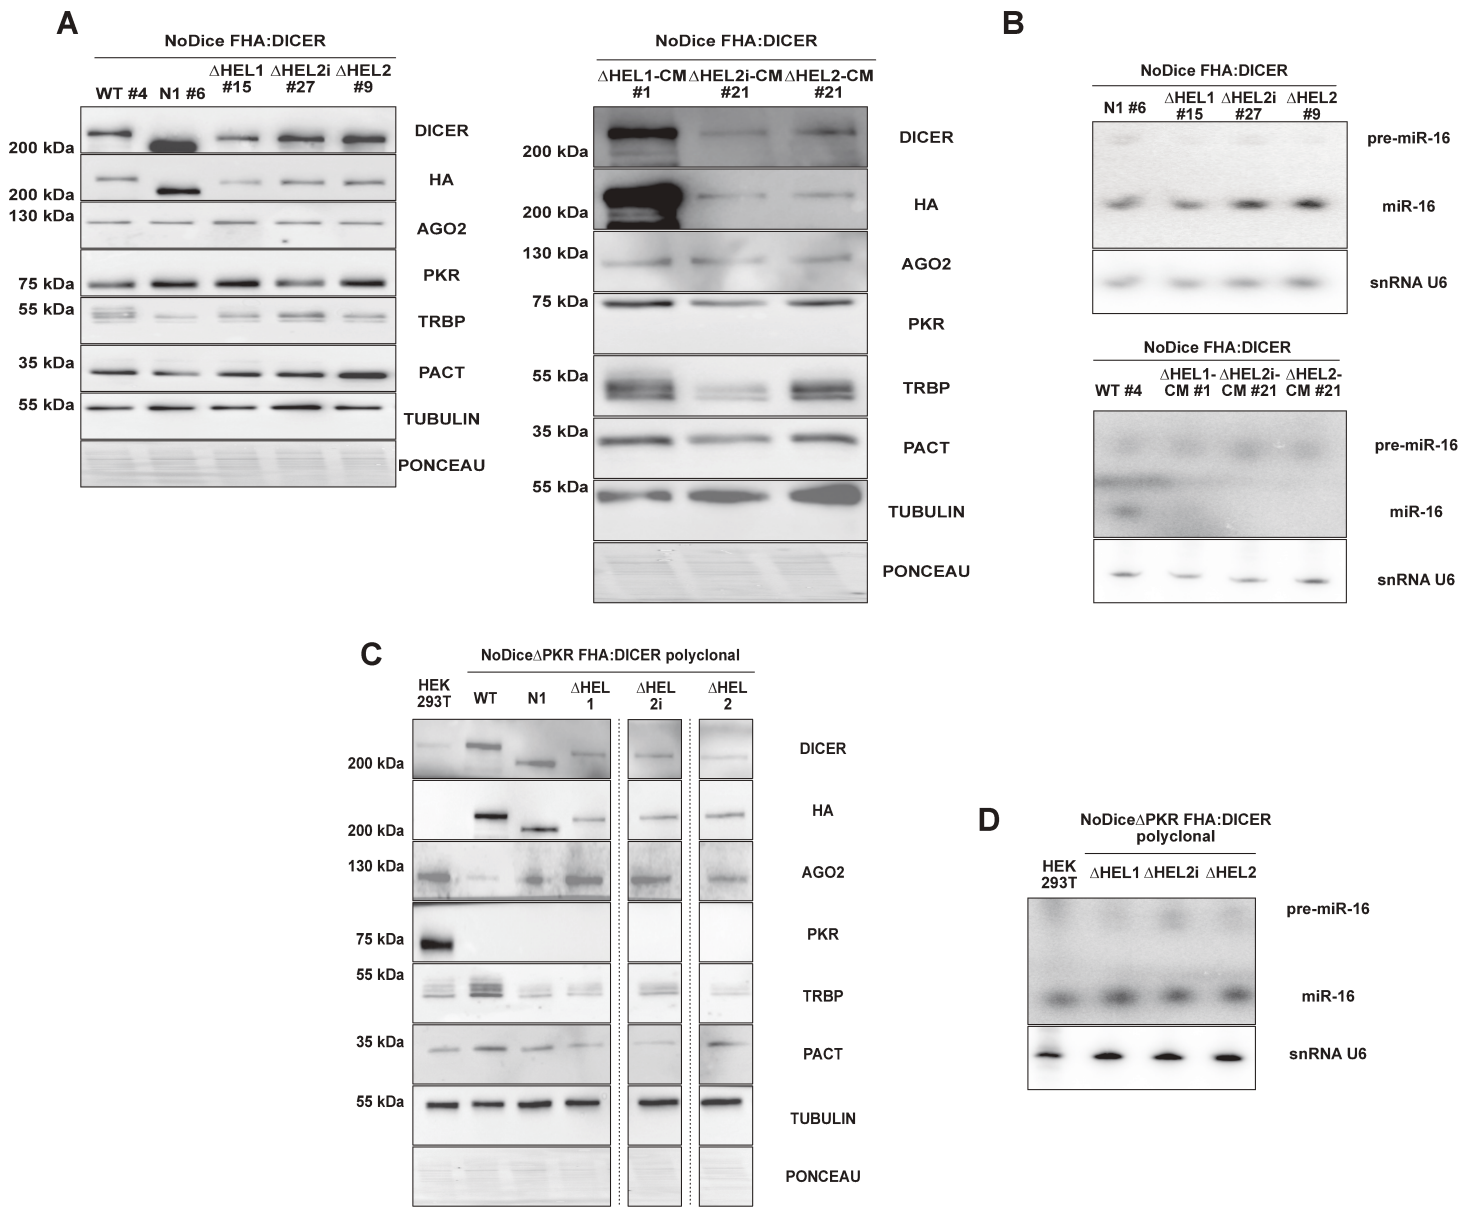 A
NoDice FHA:DICER
WT #4 N1 #6 ΔHEL1 #15 ΔHEL2i #27 ΔHEL2 #9
200 kDa DICER
200 kDa HA
130 kDa AGO2
75 kDa PKR
55 kDa TRBP
35 kDa PACT
55 kDa TUBULIN
PONCEAU
NoDice FHA:DICER
ΔHEL1-CM ΔHEL2i-CM ΔHEL2-CM
#1 #21 #21
200 kDa DICER
200 kDa HA
130 kDa AGO2
75 kDa PKR
55 kDa TRBP
35 kDa PACT
55 kDa TUBULIN
PONCEAU
B
NoDice FHA:DICER
N1 #6 ΔHEL1 #15 ΔHEL2i #27 ΔHEL2 #9
pre-miR-16
miR-16
snRNA U6
NoDice FHA:DICER
ΔHEL1- ΔHEL2i- ΔHEL2-
WT #4 CM #1 CM #21 CM #21
pre-miR-16
miR-16
snRNA U6
C
NoDiceΔPKR FHA:DICER polyclonal
HEK 293T WT N1 ΔHEL 1 ΔHEL 2i ΔHEL 2
200 kDa DICER
200 kDa HA
130 kDa AGO2
75 kDa PKR
55 kDa TRBP
35 kDa PACT
55 kDa TUBULIN
PONCEAU
D
NoDiceΔPKR FHA:DICER
polyclonal
HEK 293T ΔHEL1 ΔHEL2i ΔHEL2
pre-miR-16
miR-16
snRNA U6